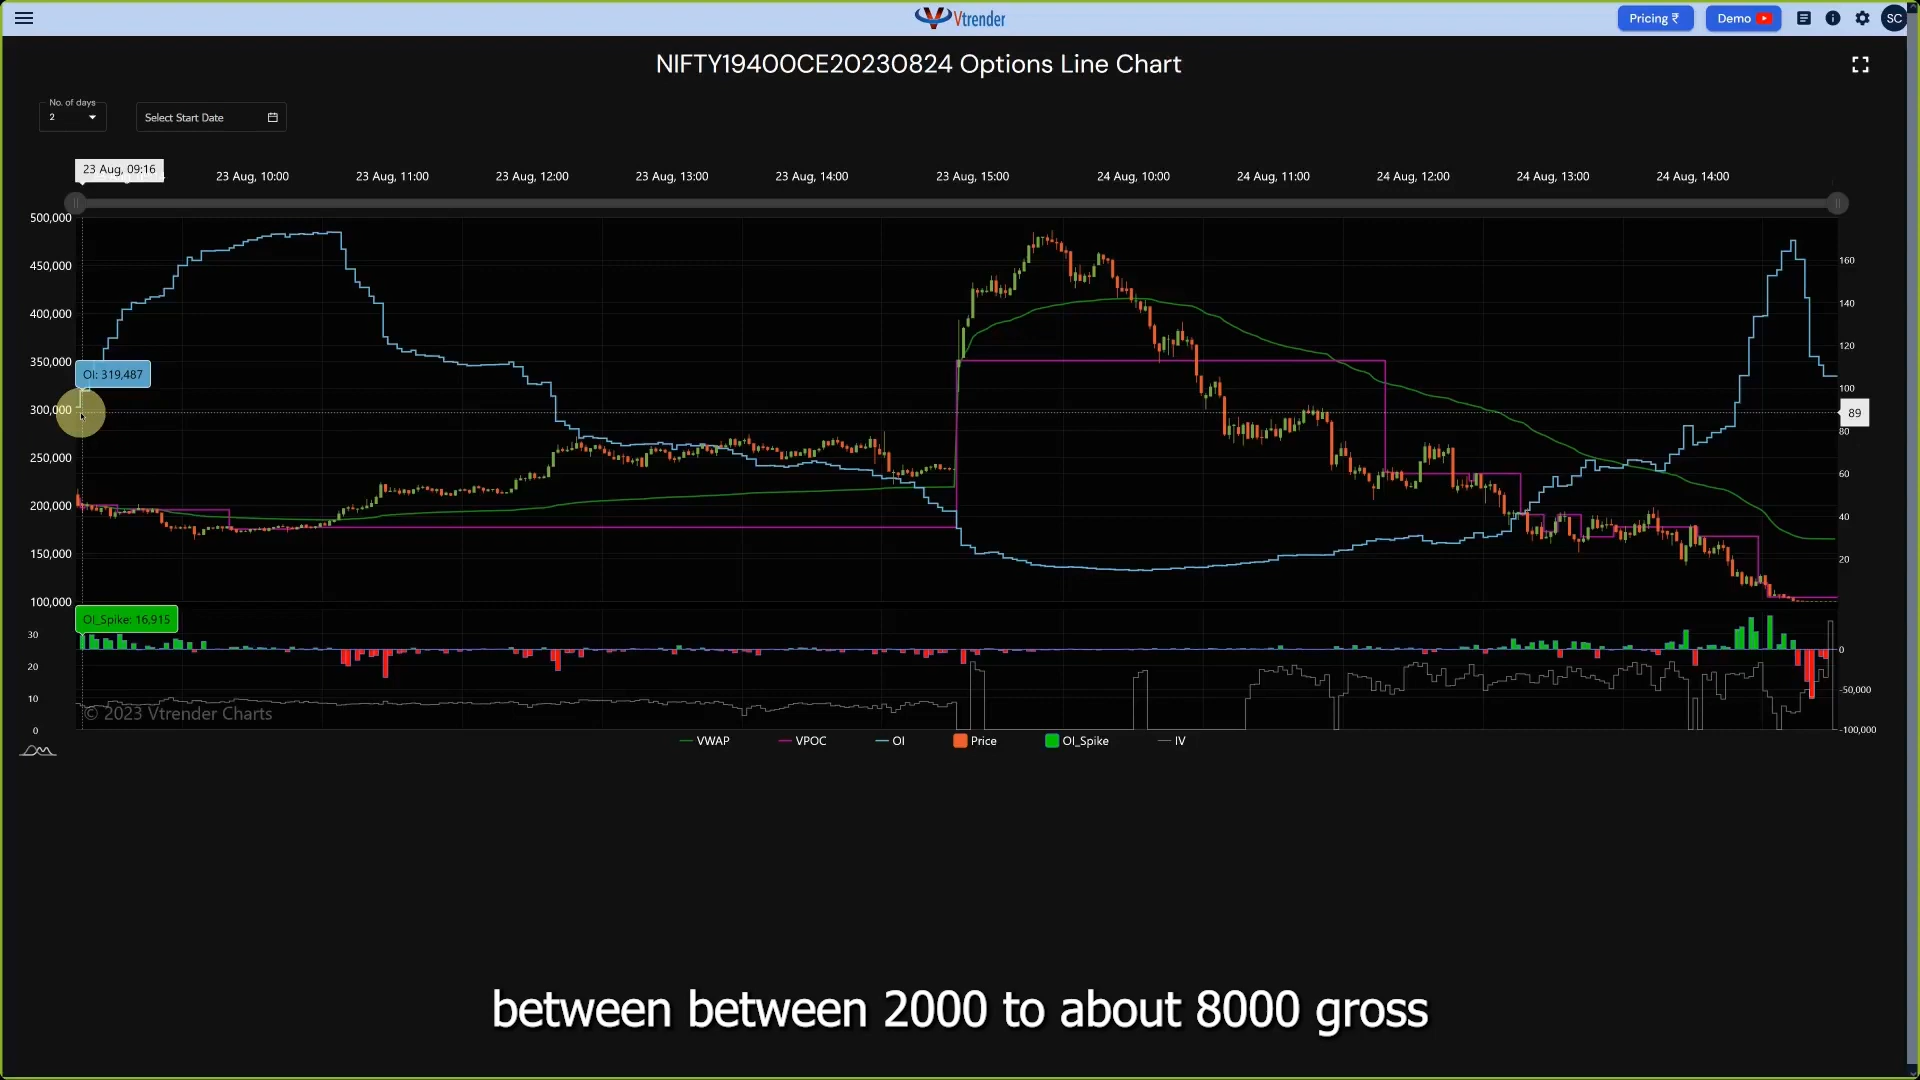 Vtrender
Pricing ₹
Demo
SC
NIFTY19400CE20230824 Options Line Chart
No. of days
2
Select Start Date
23 Aug, 09:16
23 Aug, 10:00
23 Aug, 11:00
23 Aug, 12:00
23 Aug, 13:00
23 Aug, 14:00
23 Aug, 15:00
24 Aug, 10:00
24 Aug, 11:00
24 Aug, 12:00
24 Aug, 13:00
24 Aug, 14:00
500,000
450,000
400,000
350,000
300,000
250,000
200,000
150,000
100,000
160
140
120
100
89
80
60
40
20
OI: 319,487
OI_Spike: 16,915
30
20
10
0
0
-50,000
-100,000
© 2023 Vtrender Charts
VWAP
VPOC
OI
Price
OI_Spike
IV
between between 2000 to about 8000 gross